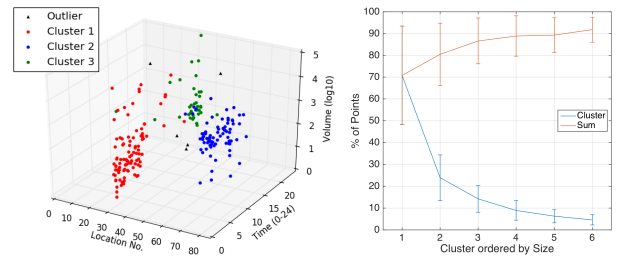 Outlier
Cluster 1
Cluster 2
Cluster 3
0 10 20 30 40 50 60 70 80
Location No.
0 5 10 15 20
Time (0-24)
5
4
3
2
1
0
Volume (log10)
100
90
80
70
60
50
40
30
20
10
0
% of Points
Cluster
Sum
1 2 3 4 5 6
Cluster ordered by Size